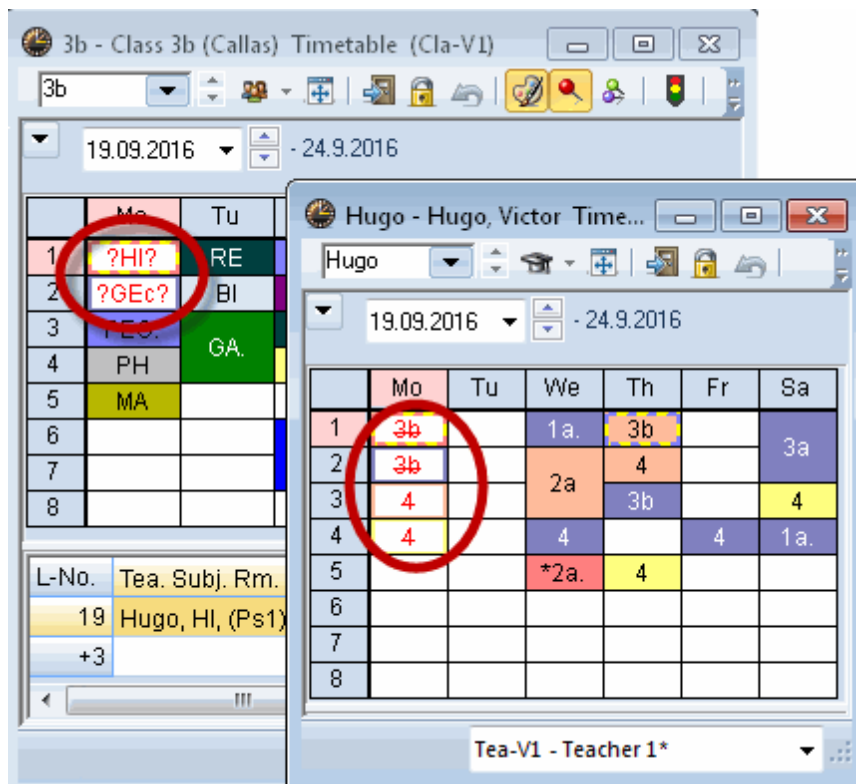 3b - Class 3b (Callas) Timetable (Cla-V1)
3b
19.09.2016 - 24.9.2016
Mo Tu
1 ?HI? RE
2 ?GEc? BI
3 GA.
4 PH
5 MA
6
7
8
L-No. Tea. Subj. Rm.
19 Hugo, HI, (Ps1)
+3
Hugo - Hugo, Victor Time...
Hugo
19.09.2016 - 24.9.2016
Mo Tu We Th Fr Sa
1 3b 1a. 3b 3a
2 3b 2a 4
3 4 3b 4
4 4 4 4 1a.
5 *2a. 4
6
7
8
Tea-V1 - Teacher 1*